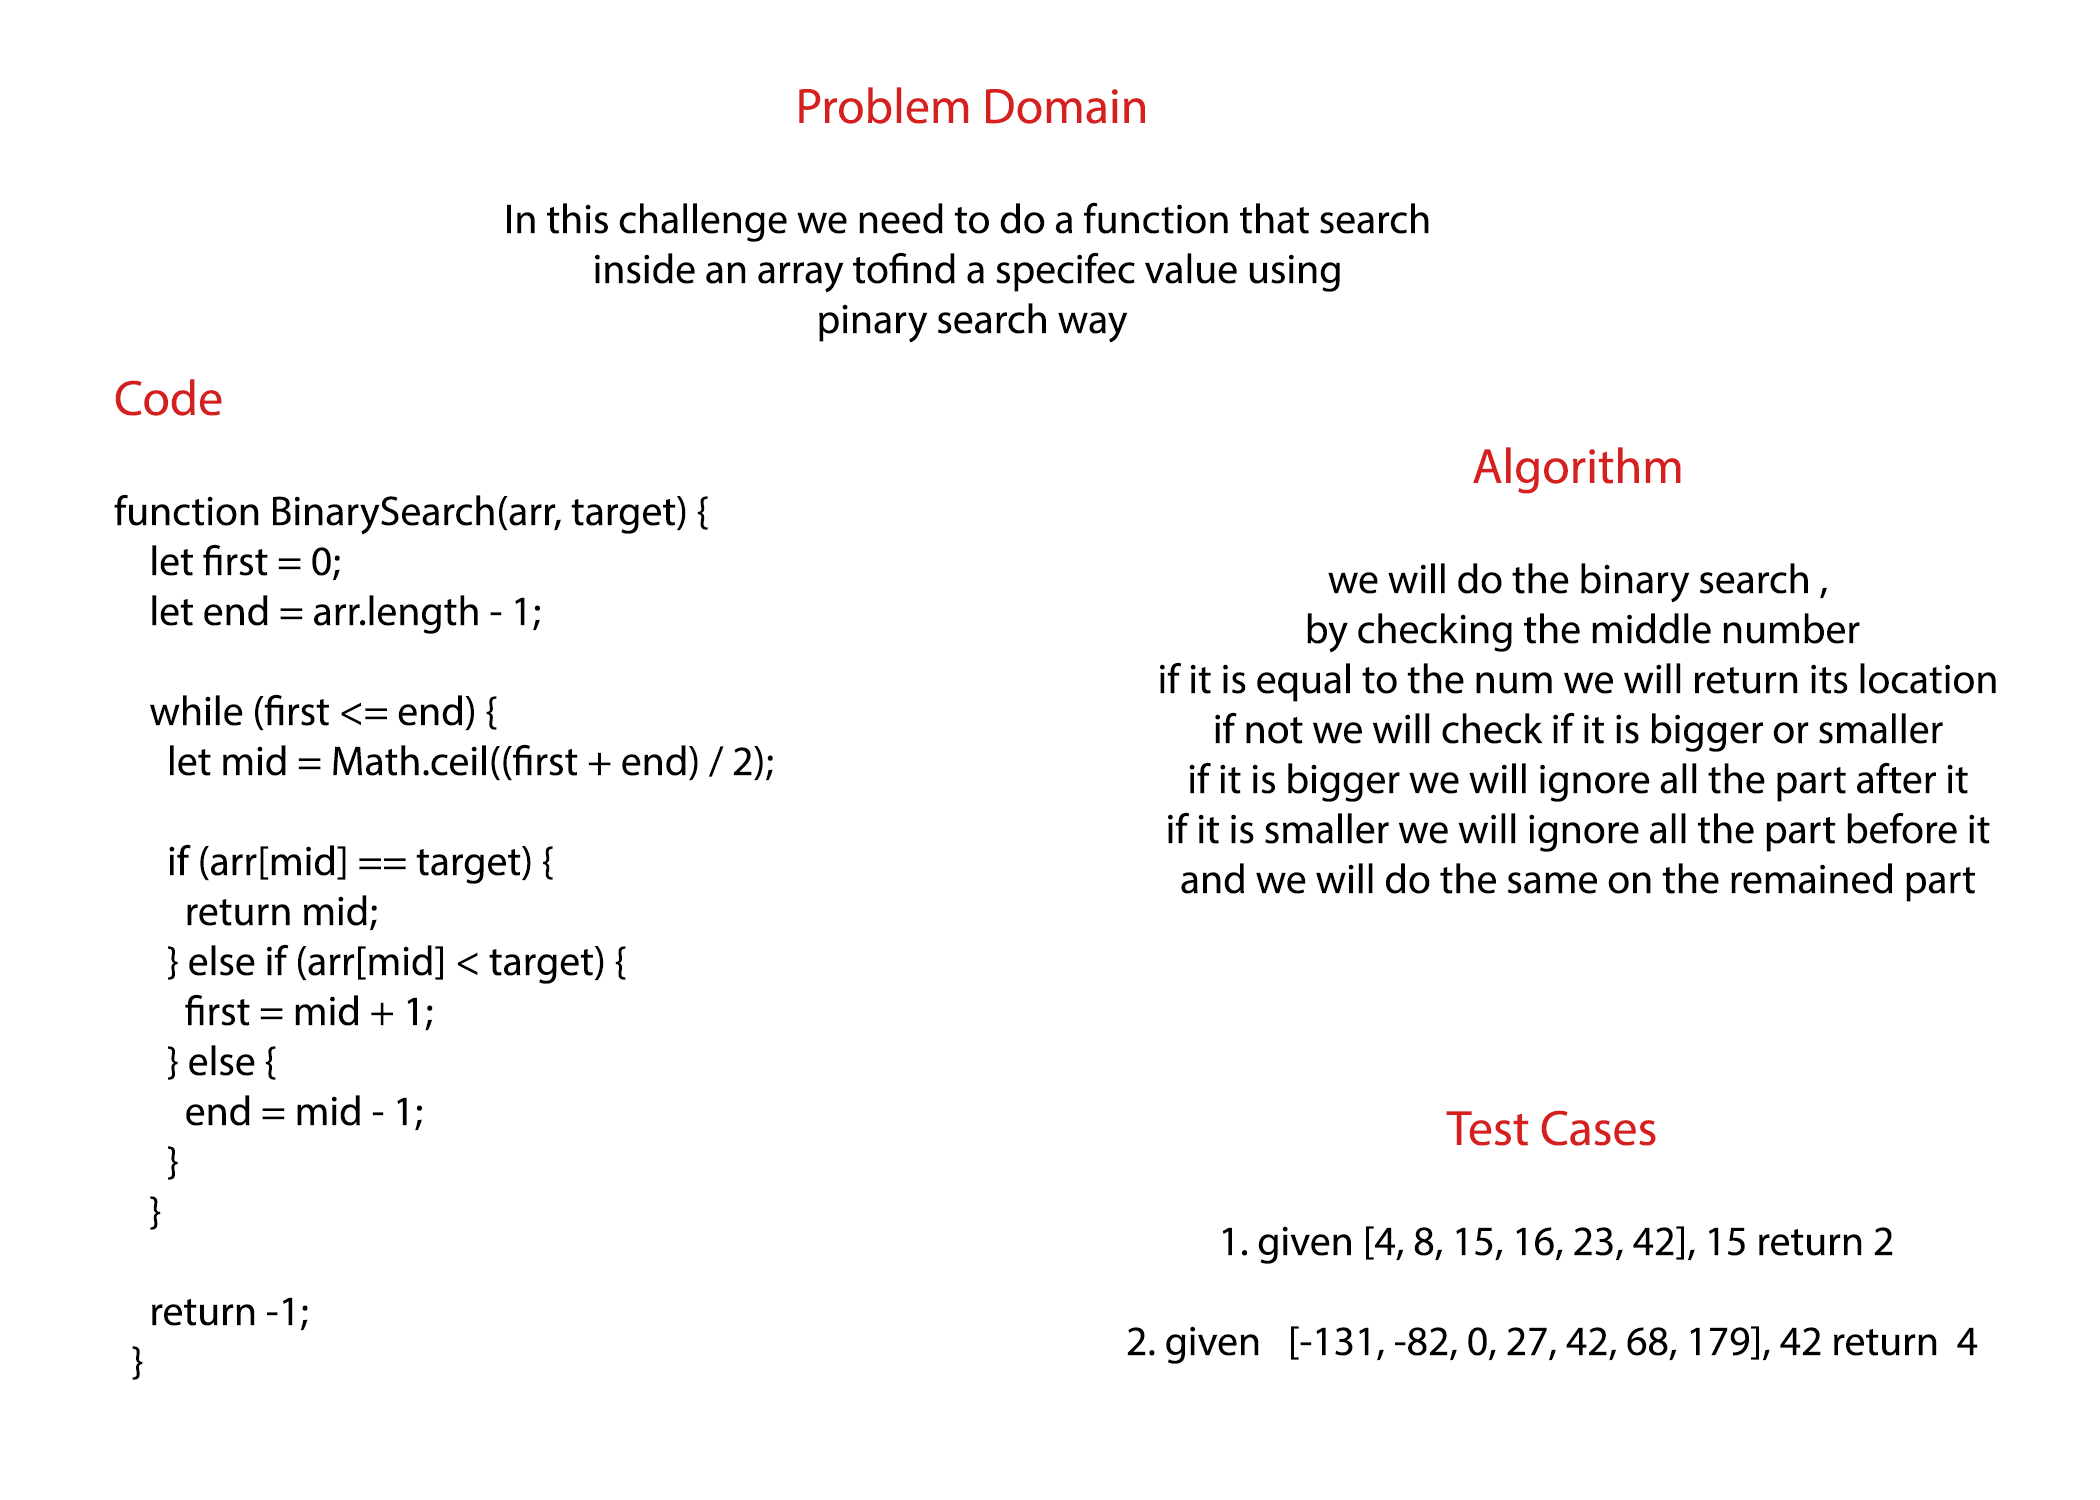 Problem Domain
In this challenge we need to do a function that search
inside an array tofind a specifec value using
pinary search way
Code
function BinarySearch(arr, target) {
let first = 0;
let end = arr.length - 1;
while (first <= end) {
let mid = Math.ceil((first + end) / 2);
if (arr[mid] == target) {
return mid;
} else if (arr[mid] < target) {
first = mid + 1;
} else {
end = mid - 1;
}
}
return -1;
}
Algorithm
we will do the binary search ,
by checking the middle number
if it is equal to the num we will return its location
if not we will check if it is bigger or smaller
if it is bigger we will ignore all the part after it
if it is smaller we will ignore all the part before it
and we will do the same on the remained part
Test Cases
1. given [4, 8, 15, 16, 23, 42], 15 return 2
2. given [-131, -82, 0, 27, 42, 68, 179], 42 return 4